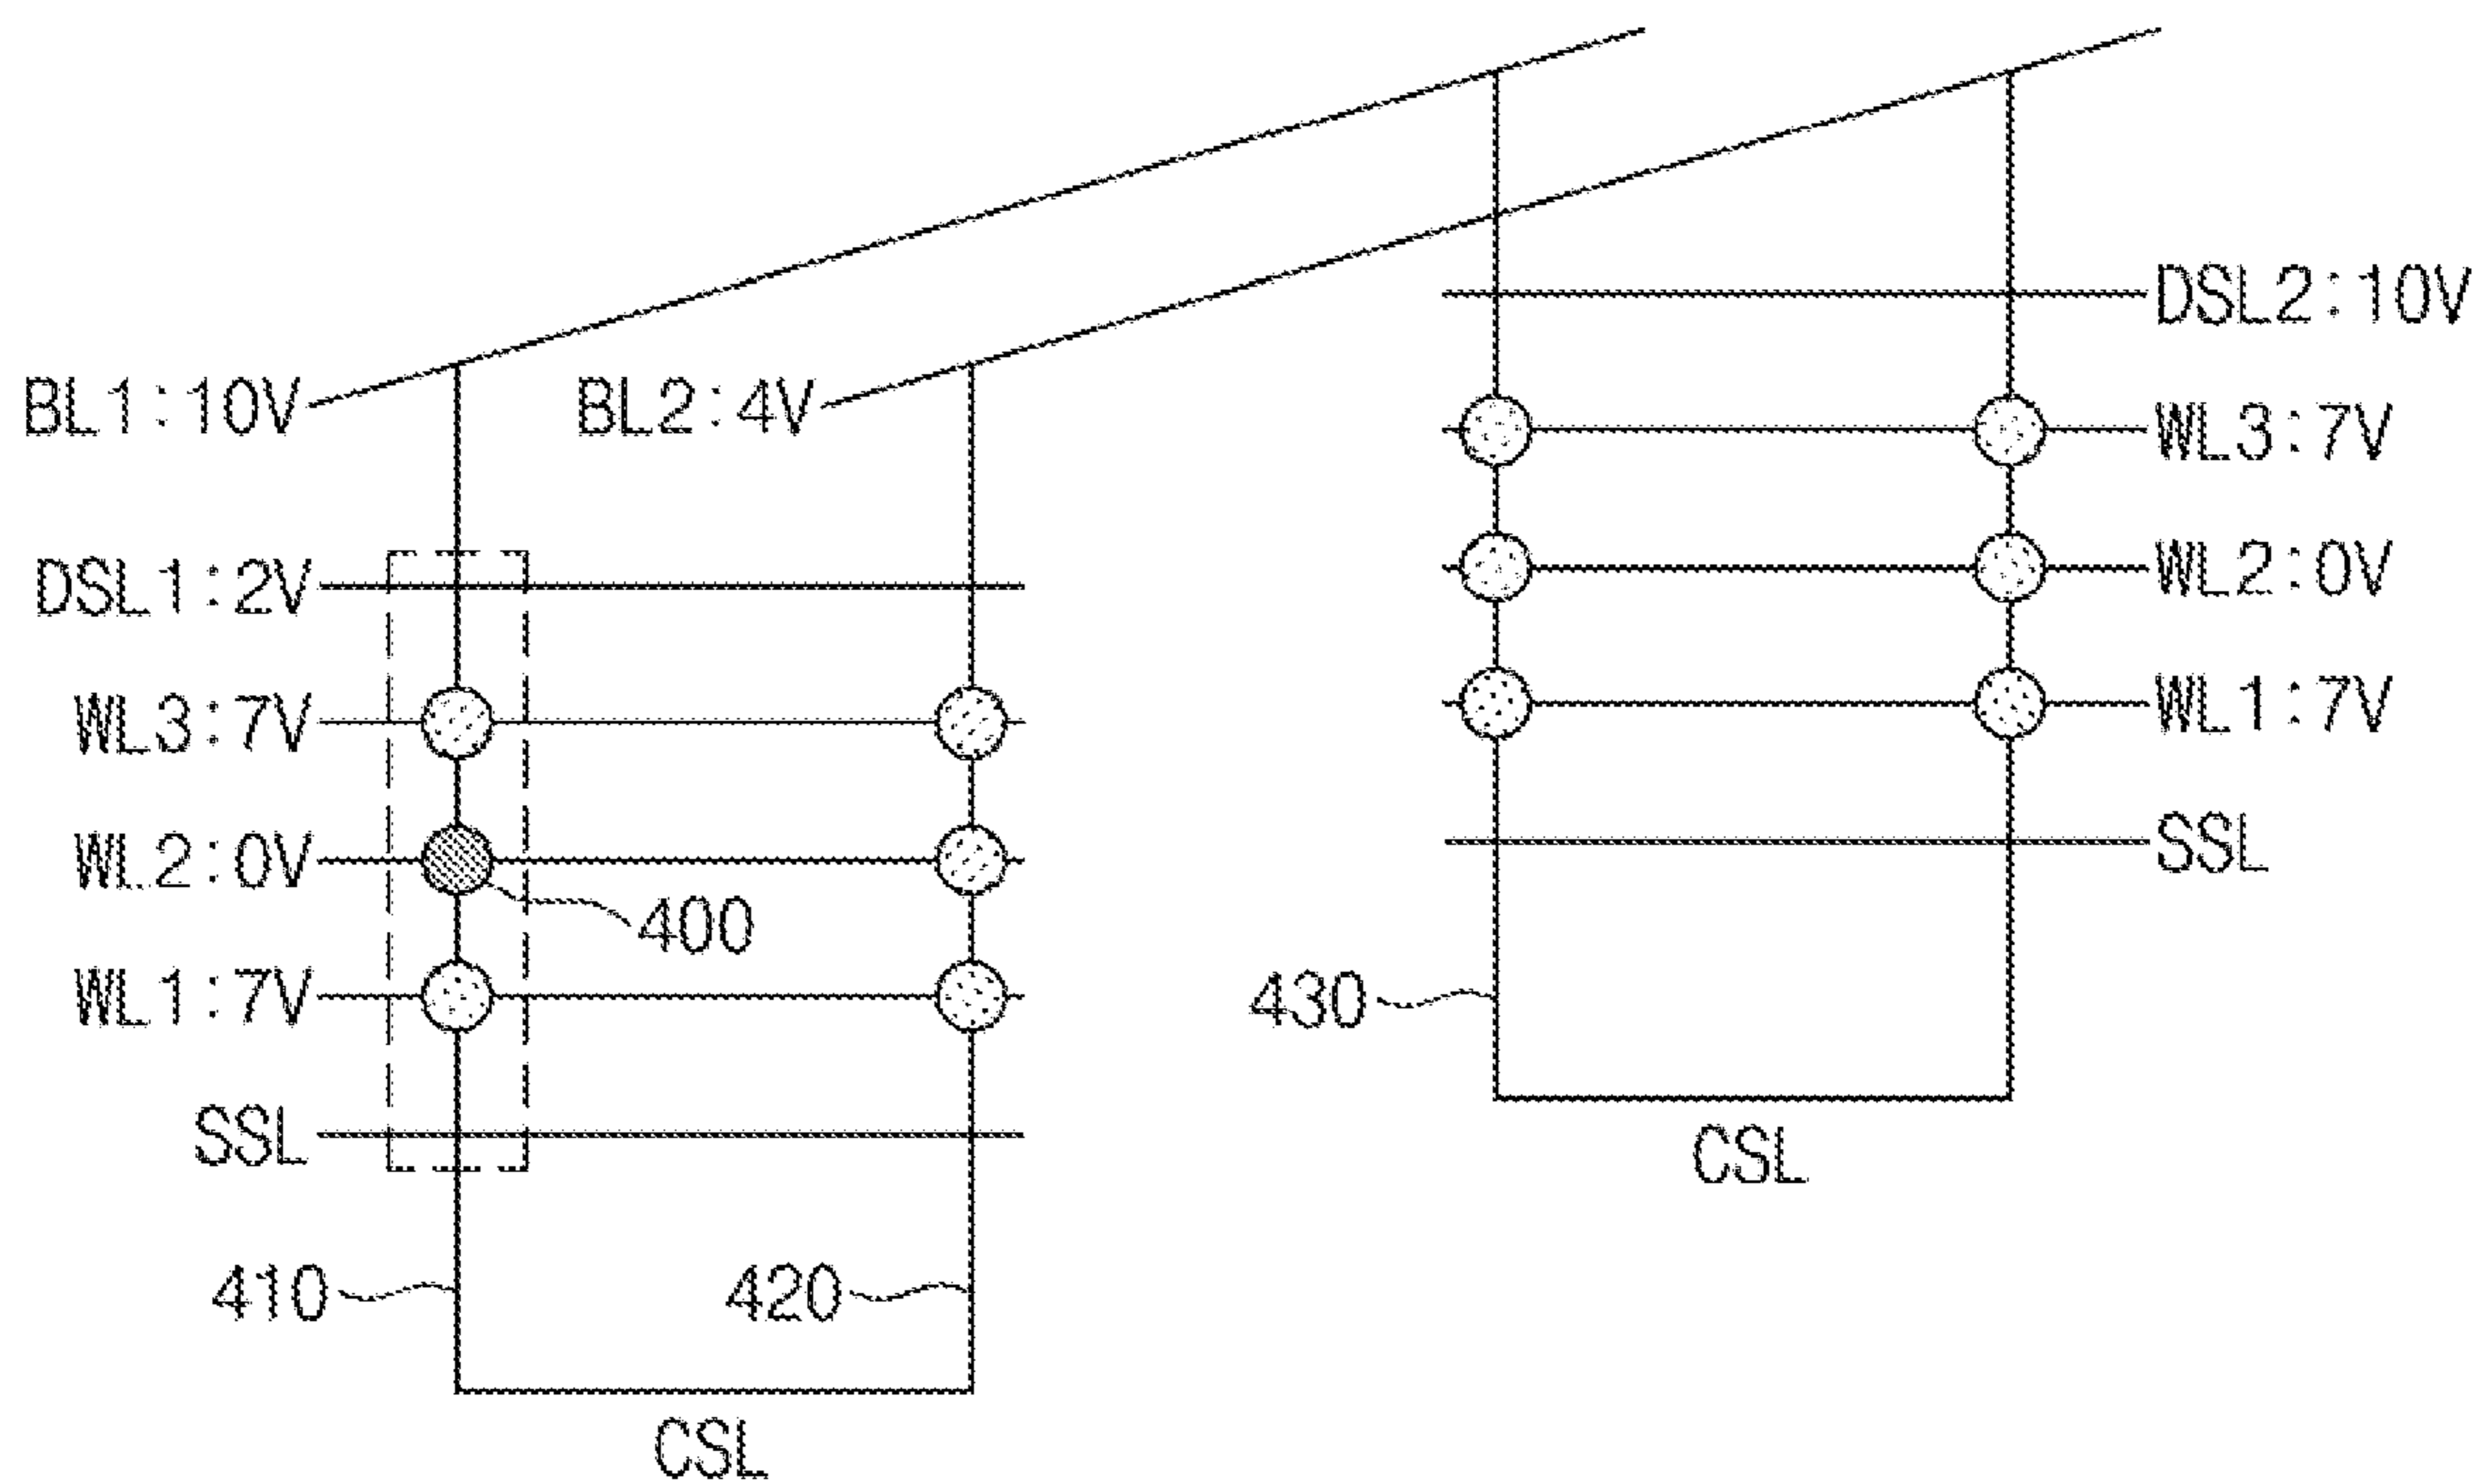 BL1:10V
BL2:4V
DSL1:2V
WL3:7V
WL2:0V
400
WL1:7V
SSL
410
420
CSL
DSL2:10V
WL3:7V
WL2:0V
WL1:7V
SSL
430
CSL